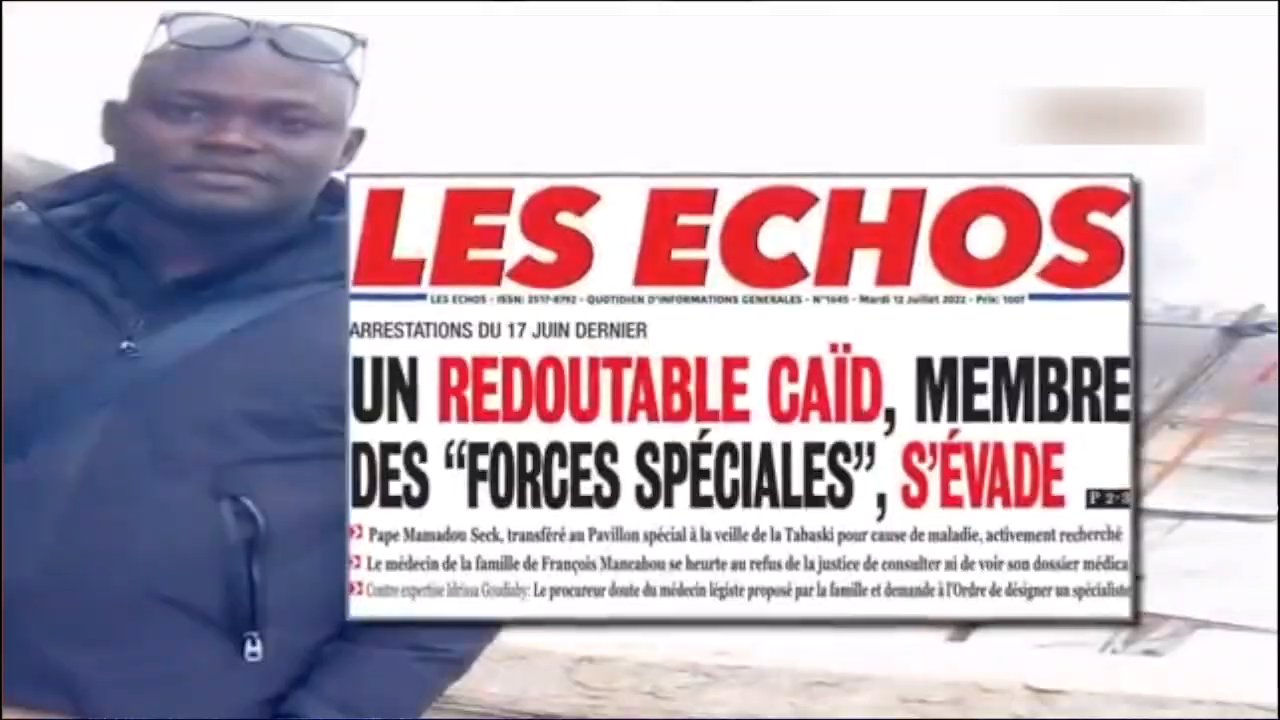 LES ECHOS
LES ECHOS - ISSN: 2517-8792 - QUOTIDIEN D'INFORMATIONS GENERALES - N°1645 - Mardi 12 Juillet 2022 - Prix: 100f
ARRESTATIONS DU 17 JUIN DERNIER
UN REDOUTABLE CAÏD, MEMBRE
DES “FORCES SPÉCIALES”, S'ÉVADE P 2-3
Pape Mamadou Seck, transféré au Pavillon spécial à la veille de la Tabaski pour cause de maladie, activement recherché
Le médecin de la famille de François Mancabou se heurte au refus de la justice de consulter ni de voir son dossier médica
Contre expertise Idrissa Goudiaby: Le procureur doute du médecin légiste proposé par la famille et demande à l'Ordre de désigner un spécialiste